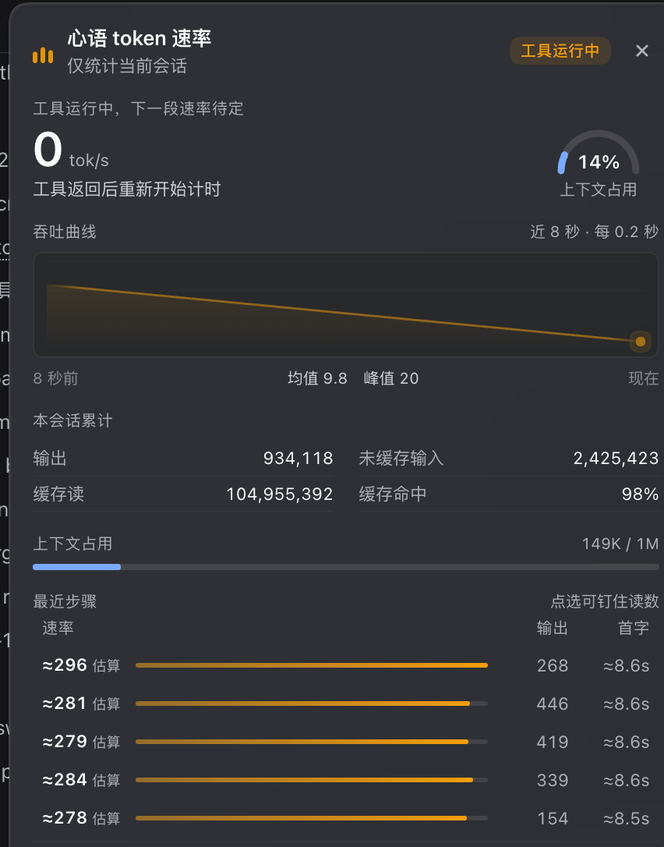 心语 token 速率
仅统计当前会话
工具运行中
工具运行中，下一段速率待定
0 tok/s
工具返回后重新开始计时
14%
上下文占用
吞吐曲线
近 8 秒 · 每 0.2 秒
8 秒前
均值 9.8 峰值 20
现在
本会话累计
输出 934,118 未缓存输入 2,425,423
缓存读 104,955,392 缓存命中 98%
上下文占用 149K / 1M
最近步骤 点选可钉住读数
速率 输出 首字
≈296 估算 268 ≈8.6s
≈281 估算 446 ≈8.6s
≈279 估算 419 ≈8.6s
≈284 估算 339 ≈8.6s
≈278 估算 154 ≈8.5s